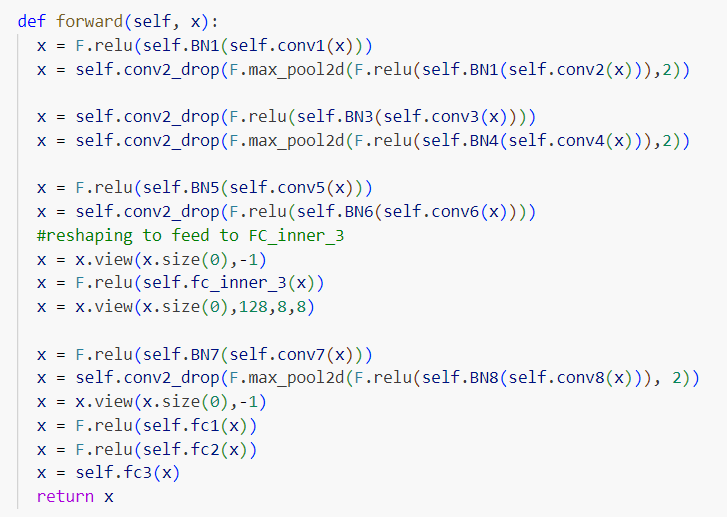 def forward(self, x):
x = F.relu(self.BN1(self.conv1(x)))
x = self.conv2_drop(F.max_pool2d(F.relu(self.BN1(self.conv2(x))),2))
x = self.conv2_drop(F.relu(self.BN3(self.conv3(x))))
x = self.conv2_drop(F.max_pool2d(F.relu(self.BN4(self.conv4(x))),2))
x = F.relu(self.BN5(self.conv5(x)))
x = self.conv2_drop(F.relu(self.BN6(self.conv6(x))))
#reshaping to feed to FC_inner_3
x = x.view(x.size(0),-1)
x = F.relu(self.fc_inner_3(x))
x = x.view(x.size(0),128,8,8)
x = F.relu(self.BN7(self.conv7(x)))
x = self.conv2_drop(F.max_pool2d(F.relu(self.BN8(self.conv8(x))), 2))
x = x.view(x.size(0),-1)
x = F.relu(self.fc1(x))
x = F.relu(self.fc2(x))
x = self.fc3(x)
return x